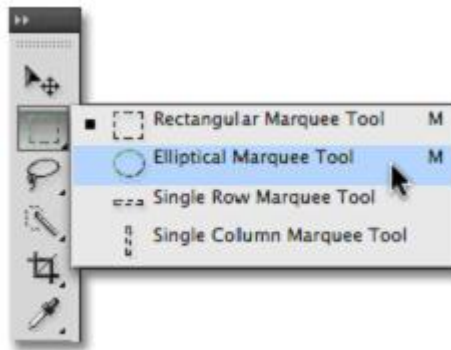 Rectangular Marquee Tool M
Elliptical Marquee Tool M
Single Row Marquee Tool
Single Column Marquee Tool